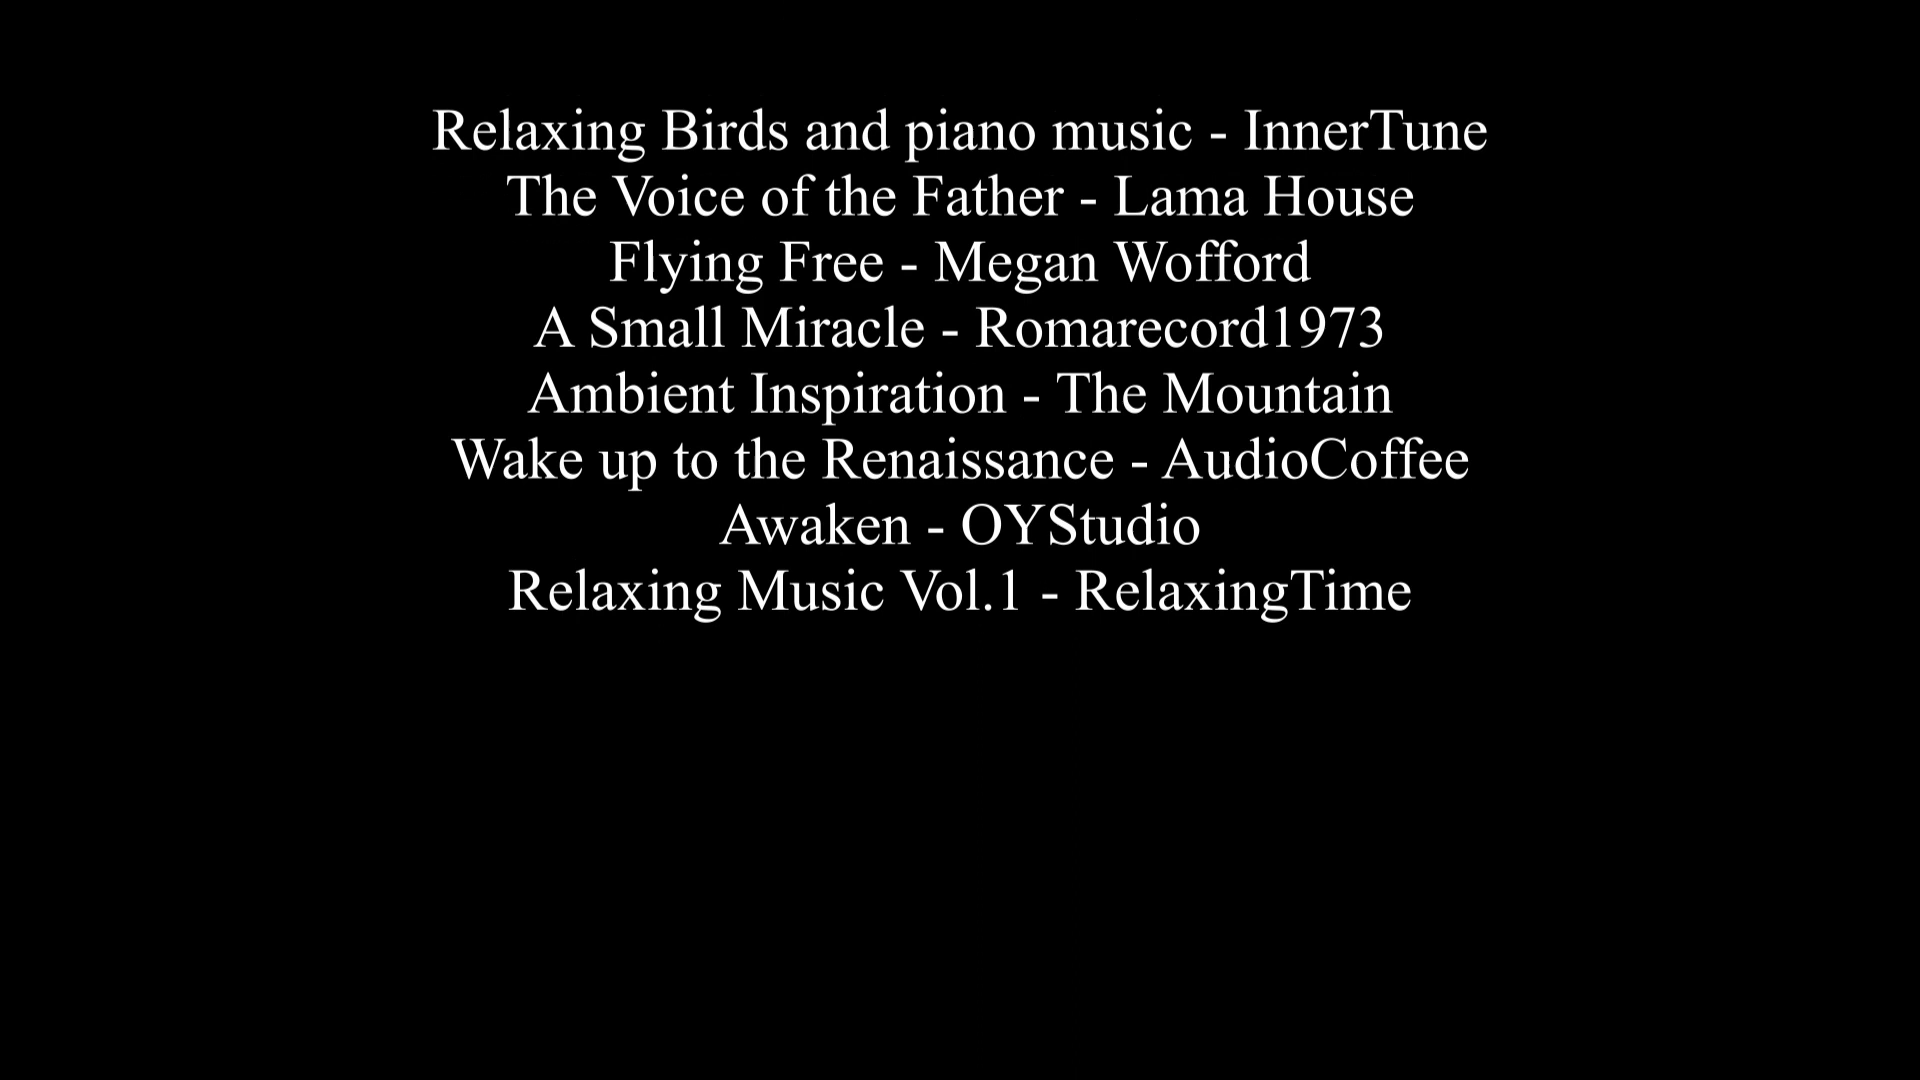 Relaxing Birds and piano music - InnerTune
The Voice of the Father - Lama House
Flying Free - Megan Wofford
A Small Miracle - Romarecord1973
Ambient Inspiration - The Mountain
Wake up to the Renaissance - AudioCoffee
Awaken - OYStudio
Relaxing Music Vol.1 - RelaxingTime